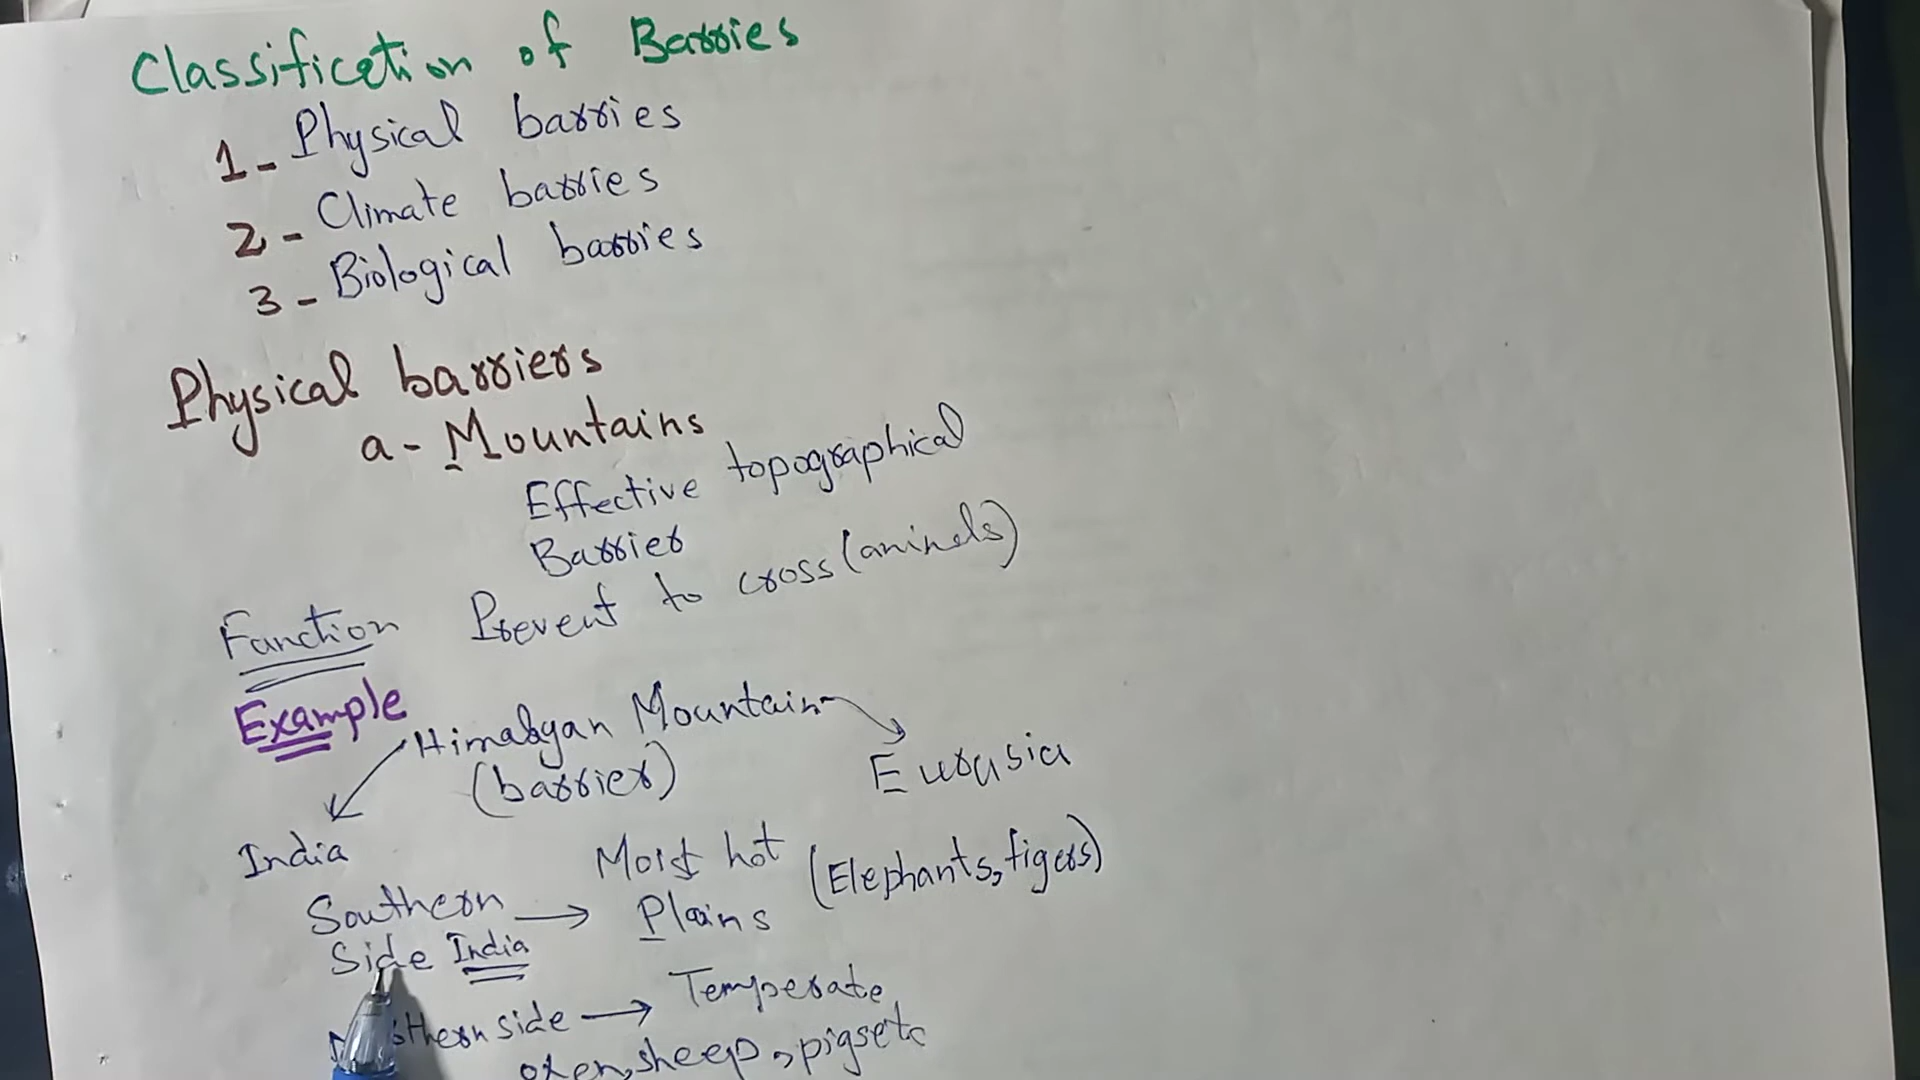 Classification of Barries
1- Physical barries
2- Climate barries
3- Biological barries
Physical barriers
a- Mountains
Effective topographical
Barrier
Function Prevent to cross (aminels)
Example
Himalyan Mountain
(barrier)
Eurasia
India
Southern → Moist hot (Elephants, tigers)
Side India Plains
side → Temperate
oxen, sheep, pigs etc